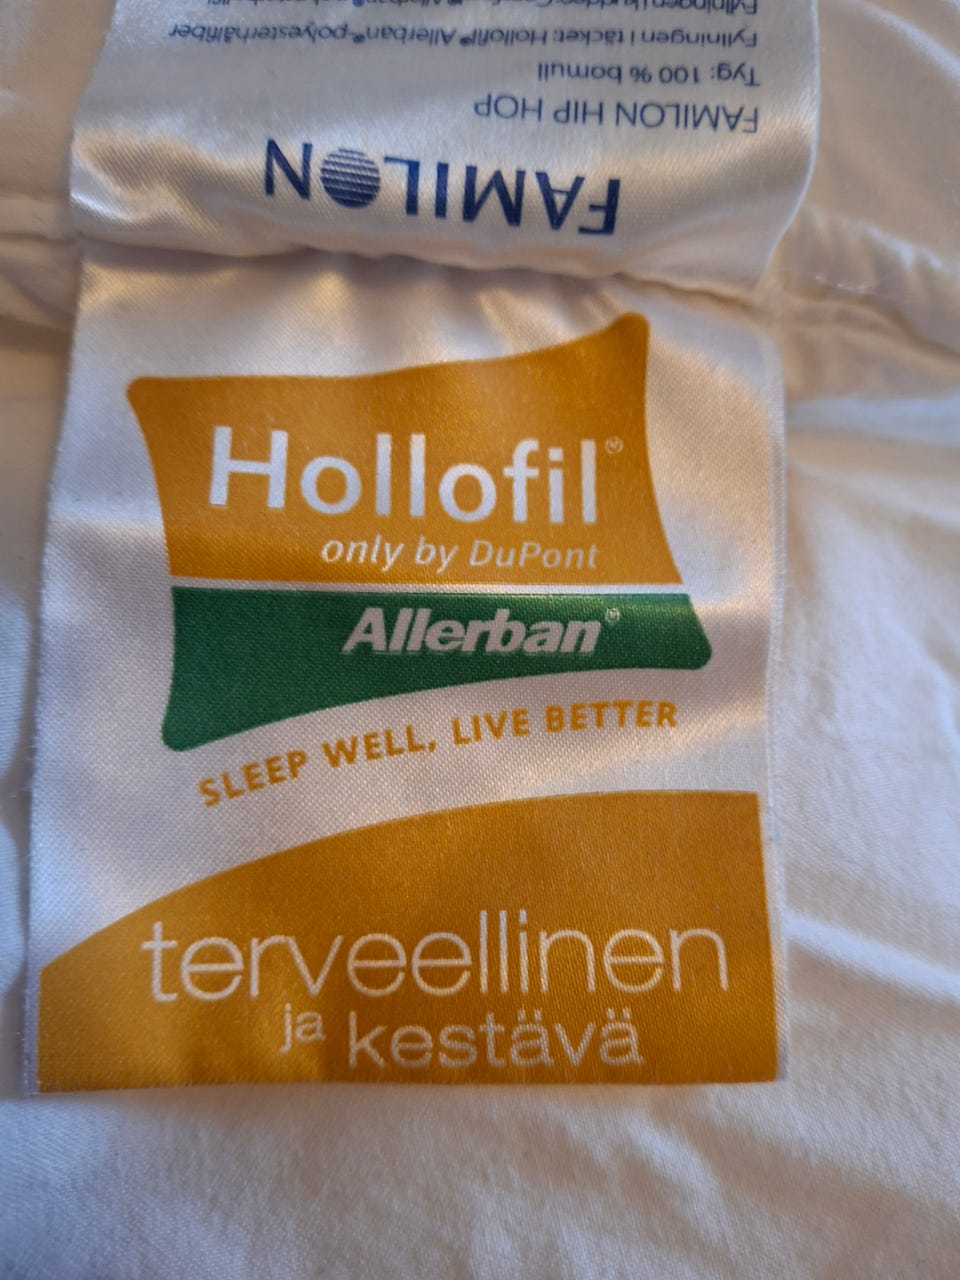 FAMILON
FAMILON HIP HOP
Tyg: 100 % bomull
Fyllningen i täcket: Hollofil® Allerban®polyesterhålfiber
Hollofil®
only by DuPont
Allerban®
SLEEP WELL, LIVE BETTER
terveellinen
ja kestävä